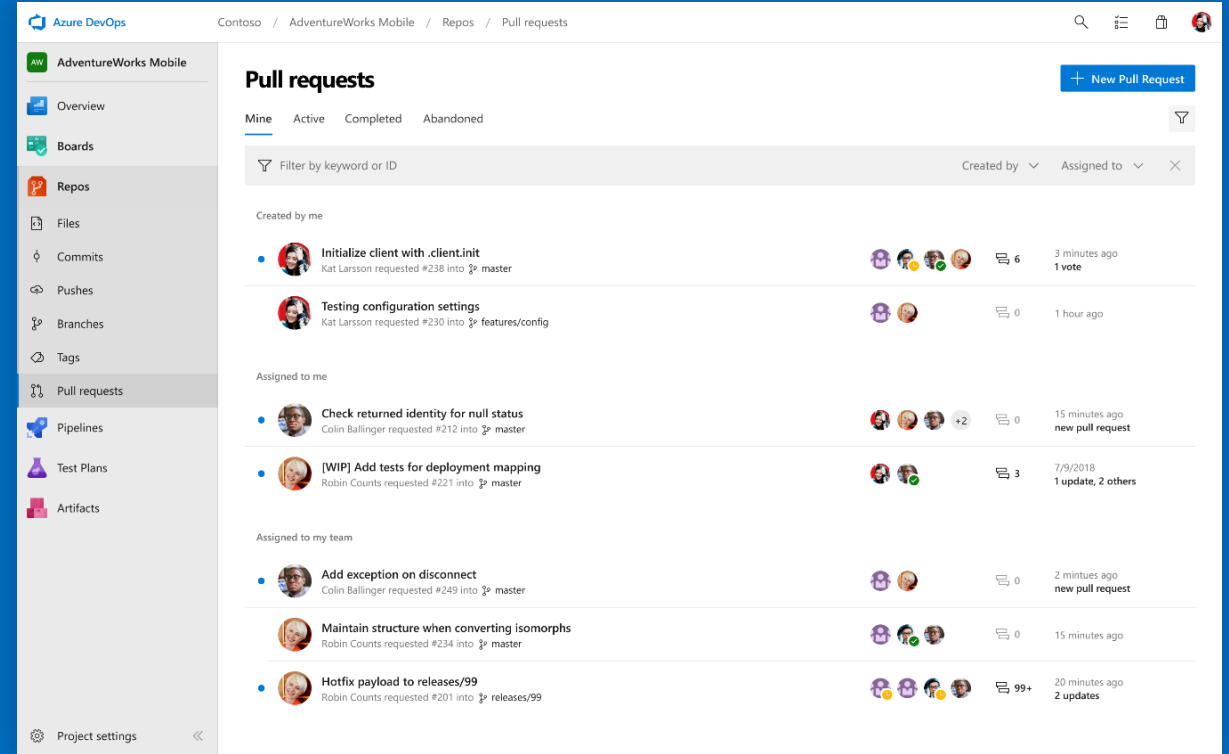 Azure DevOps
Contoso / AdventureWorks Mobile / Repos / Pull requests
AW AdventureWorks Mobile
Overview
Boards
Repos
Files
Commits
Pushes
Branches
Tags
Pull requests
Pipelines
Test Plans
Artifacts
Project settings
Pull requests
New Pull Request
Mine Active Completed Abandoned
Filter by keyword or ID Created by Assigned to
Created by me
Initialize client with .client.init
Kat Larsson requested #238 into master
6
3 minutes ago
1 vote
Testing configuration settings
Kat Larsson requested #230 into features/config
0
1 hour ago
Assigned to me
Check returned identity for null status
Colin Ballinger requested #212 into master
+2
0
15 minutes ago
new pull request
[WIP] Add tests for deployment mapping
Robin Counts requested #221 into master
3
7/9/2018
1 update, 2 others
Assigned to my team
Add exception on disconnect
Colin Ballinger requested #249 into master
0
2 mintues ago
new pull request
Maintain structure when converting isomorphs
Robin Counts requested #234 into master
0
15 minutes ago
Hotfix payload to releases/99
Robin Counts requested #201 into releases/99
99+
20 minutes ago
2 updates